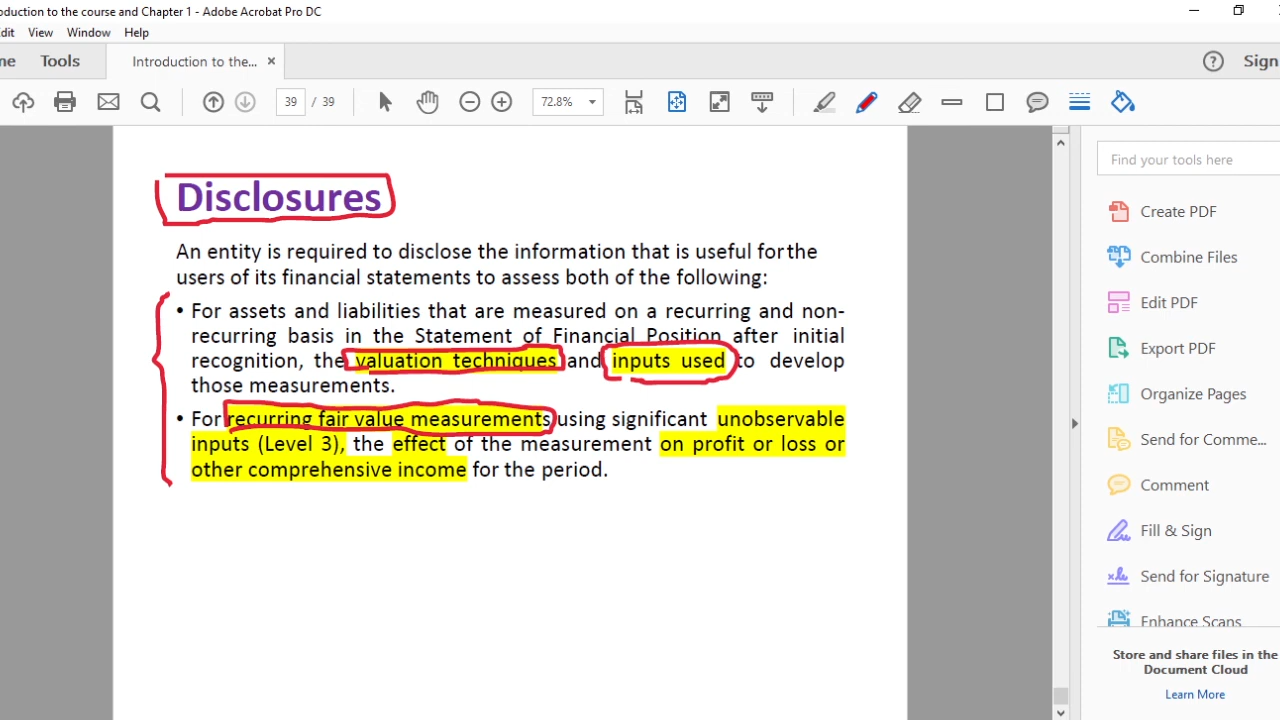 oduction to the course and Chapter 1 - Adobe Acrobat Pro DC
dit View Window Help
me Tools Introduction to the... × ? Sign
39 / 39 72.8%
Find your tools here
Disclosures
An entity is required to disclose the information that is useful for the
users of its financial statements to assess both of the following:
• For assets and liabilities that are measured on a recurring and non-
recurring basis in the Statement of Financial Position after initial
recognition, the valuation techniques and inputs used to develop
those measurements.
• For recurring fair value measurements using significant unobservable
inputs (Level 3), the effect of the measurement on profit or loss or
other comprehensive income for the period.
Create PDF
Combine Files
Edit PDF
Export PDF
Organize Pages
Send for Comme...
Comment
Fill & Sign
Send for Signature
Enhance Scans
Store and share files in the
Document Cloud
Learn More